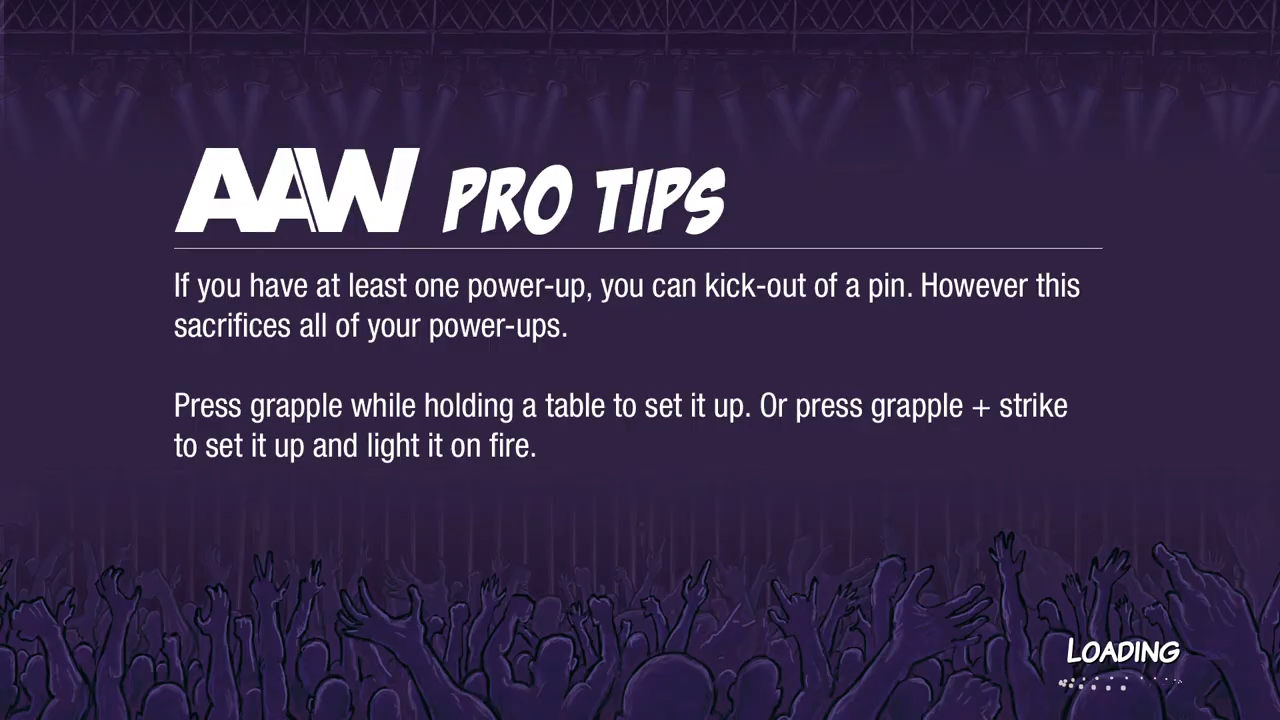 AAW PRO TIPS
If you have at least one power-up, you can kick-out of a pin. However this
sacrifices all of your power-ups.
Press grapple while holding a table to set it up. Or press grapple + strike
to set it up and light it on fire.
LOADING